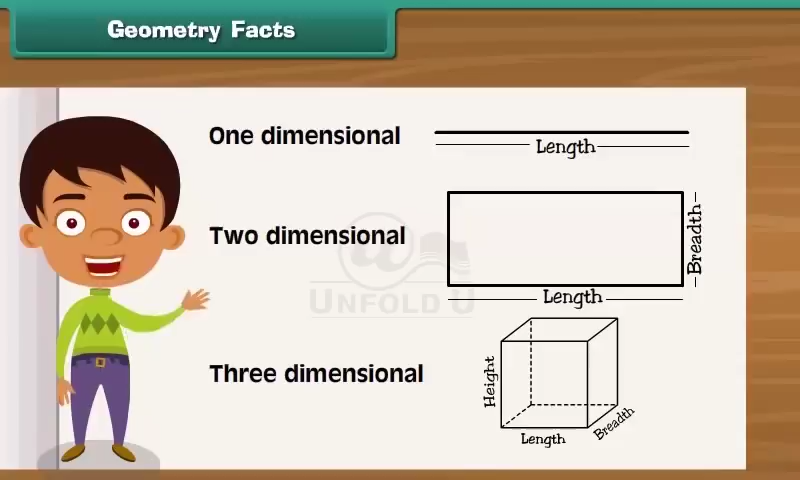 Geometry Facts
One dimensional
Length
Two dimensional
Breadth
Length
UNFOLD U
Three dimensional
Height
Length
Breadth